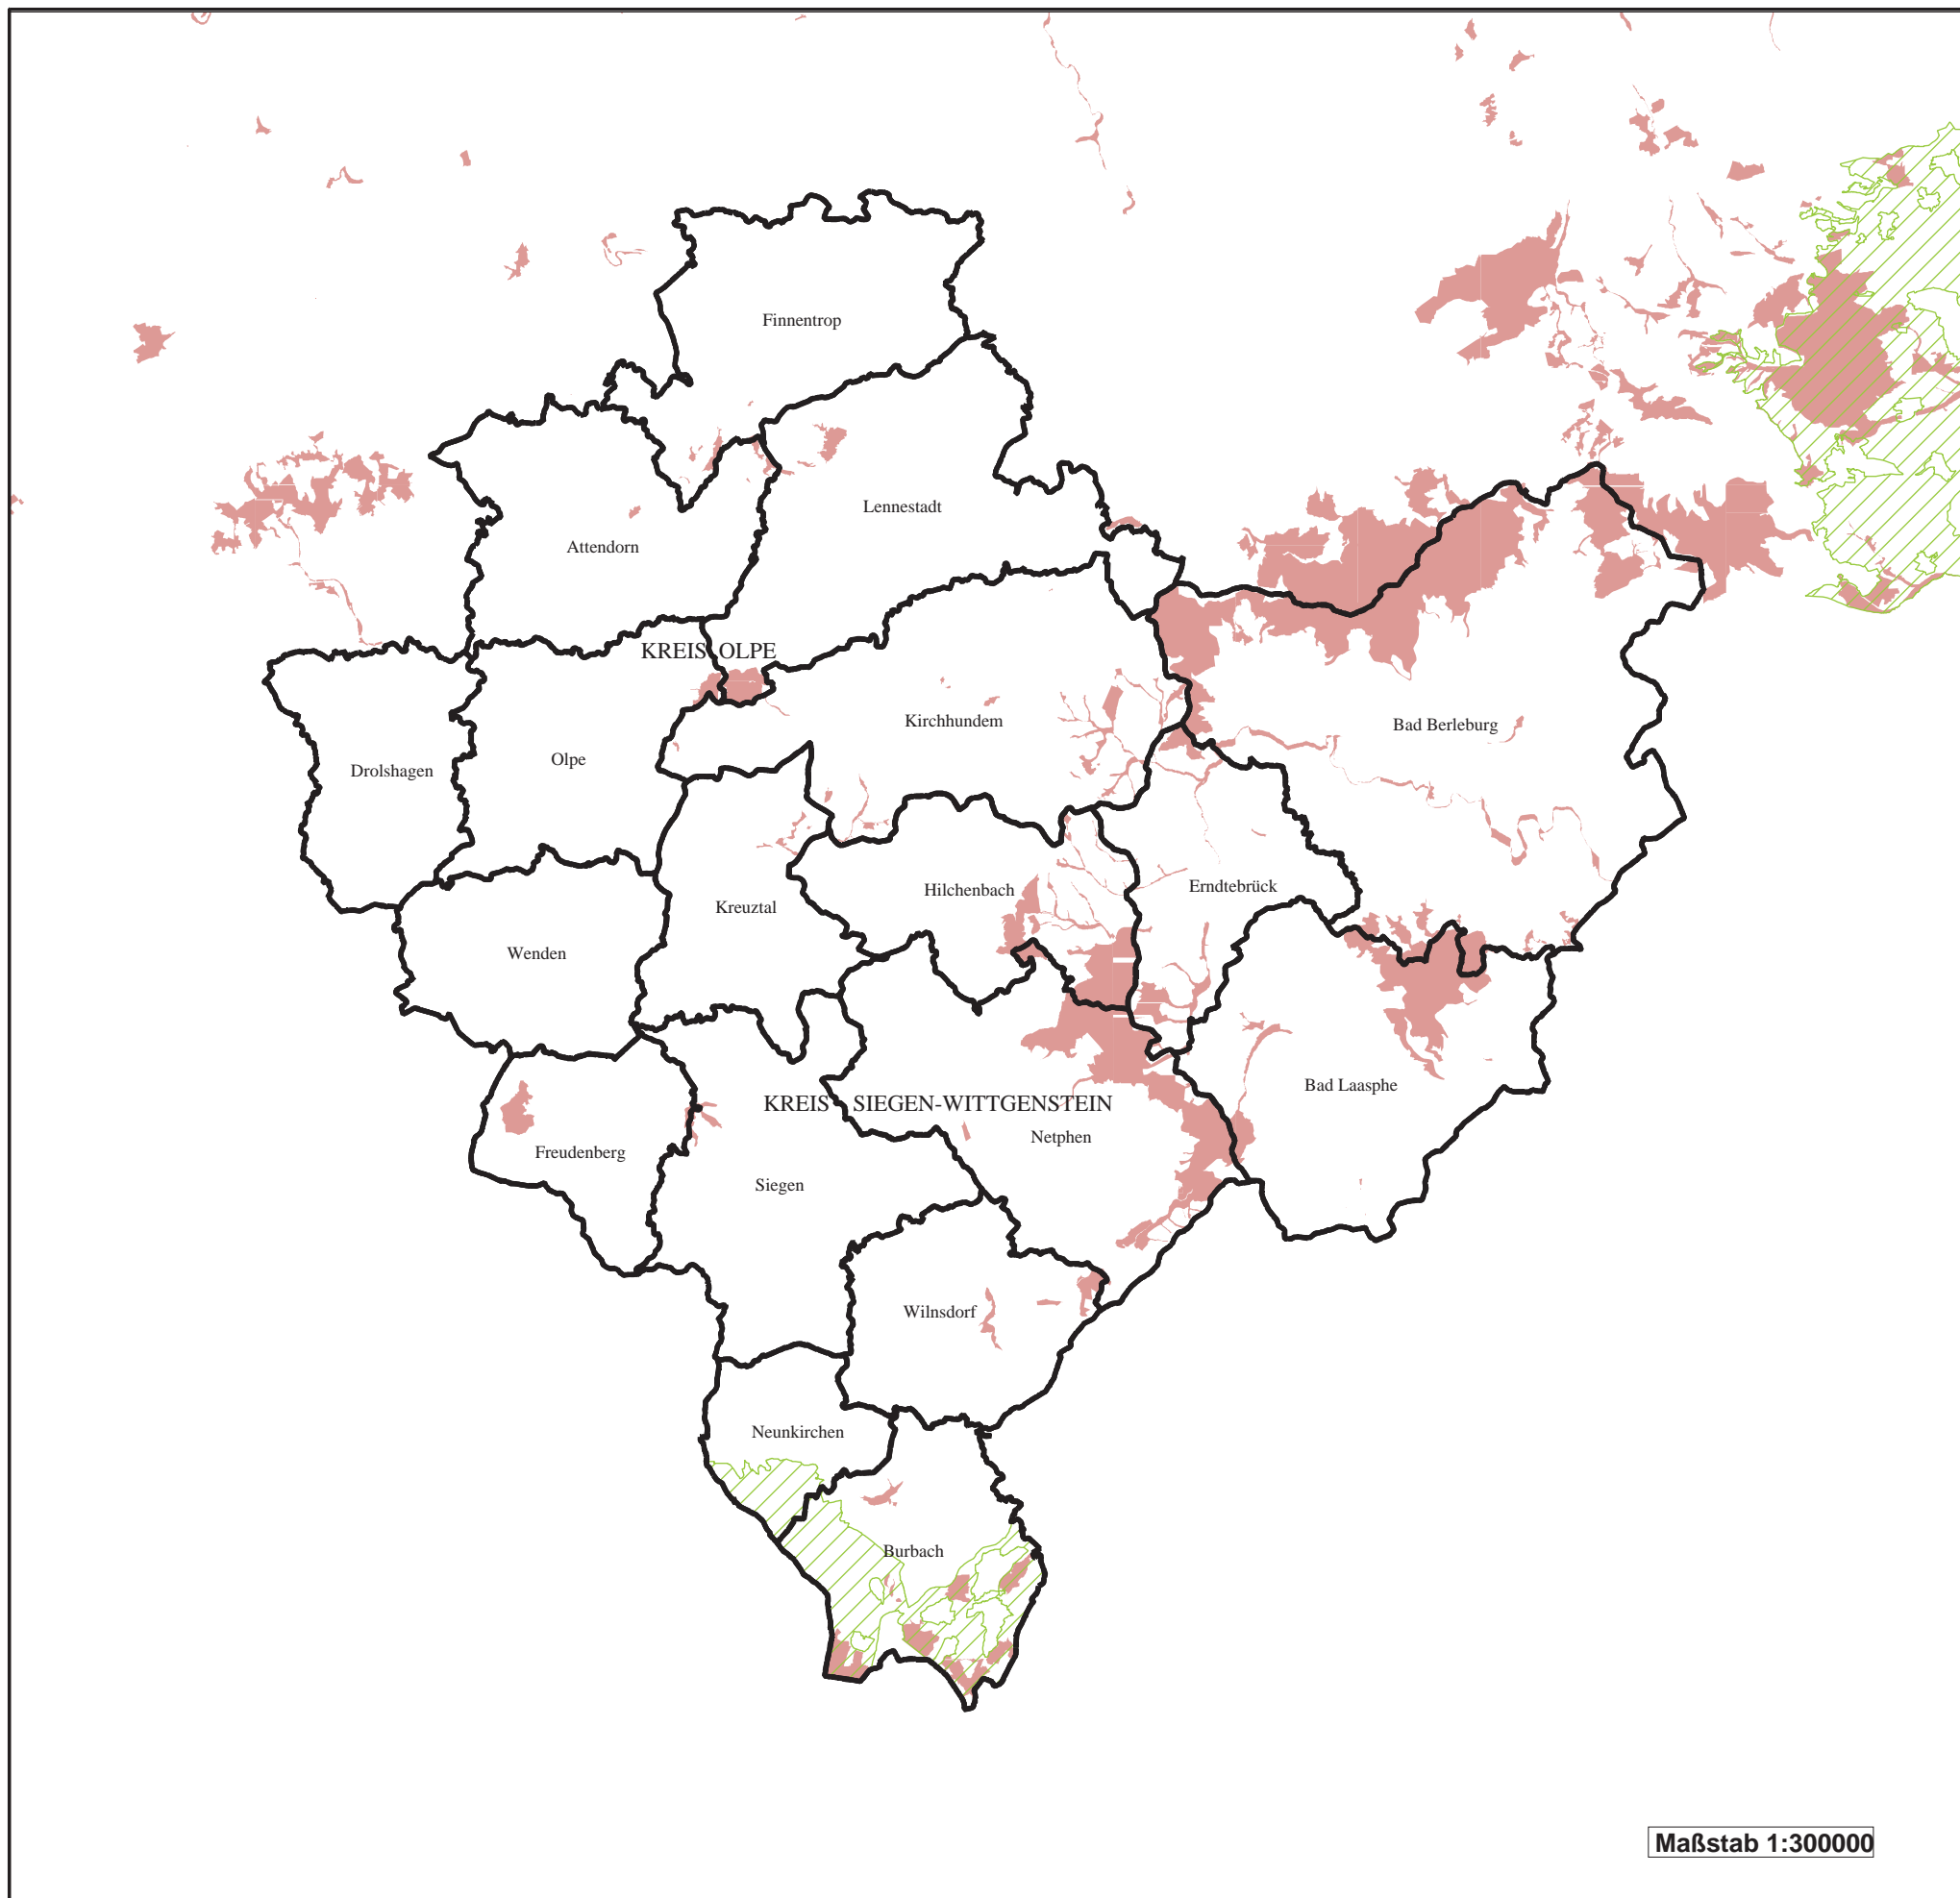 Finnentrop
Lennestadt
Attendorn
KREIS OLPE
Kirchhundem
Bad Berleburg
Olpe
Drolshagen
Erndtebrück
Hilchenbach
Kreuztal
Wenden
Bad Laasphe
KREIS SIEGEN-WITTGENSTEIN
Netphen
Freudenberg
Siegen
Wilnsdorf
Neunkirchen
Burbach
Maßstab 1:300000